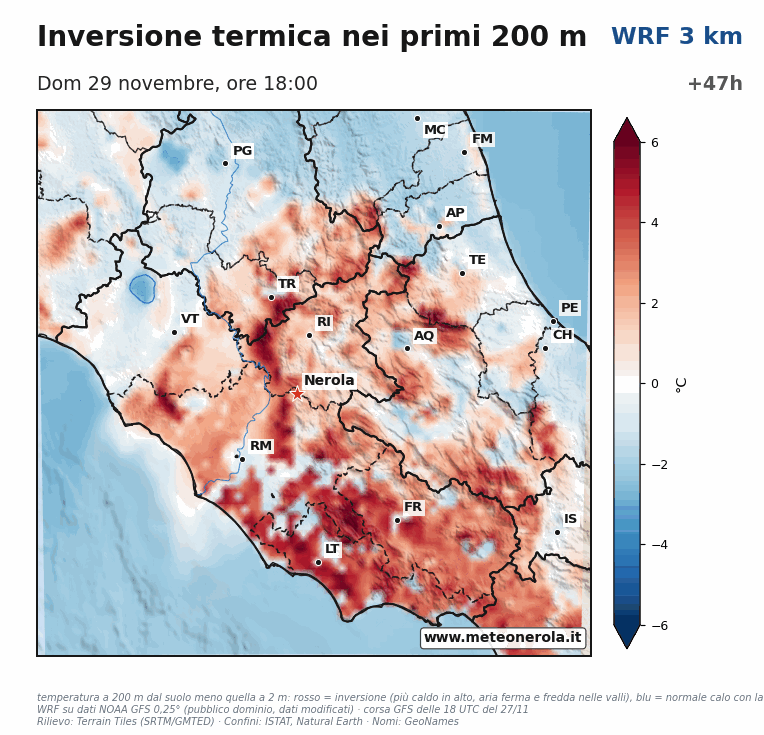 Inversione termica nei primi 200 m
WRF 3 km
Dom 29 novembre, ore 18:00
+47h
MC
FM
PG
AP
TE
TR
PE
VT
RI
AQ
CH
Nerola
RM
FR
IS
LT
www.meteonerola.it
6
4
2
0
−2
−4
−6
°C
temperatura a 200 m dal suolo meno quella a 2 m: rosso = inversione (più caldo in alto, aria ferma e fredda nelle valli), blu = normale calo con la
WRF su dati NOAA GFS 0,25° (pubblico dominio, dati modificati) · corsa GFS delle 18 UTC del 27/11
Rilievo: Terrain Tiles (SRTM/GMTED) · Confini: ISTAT, Natural Earth · Nomi: GeoNames